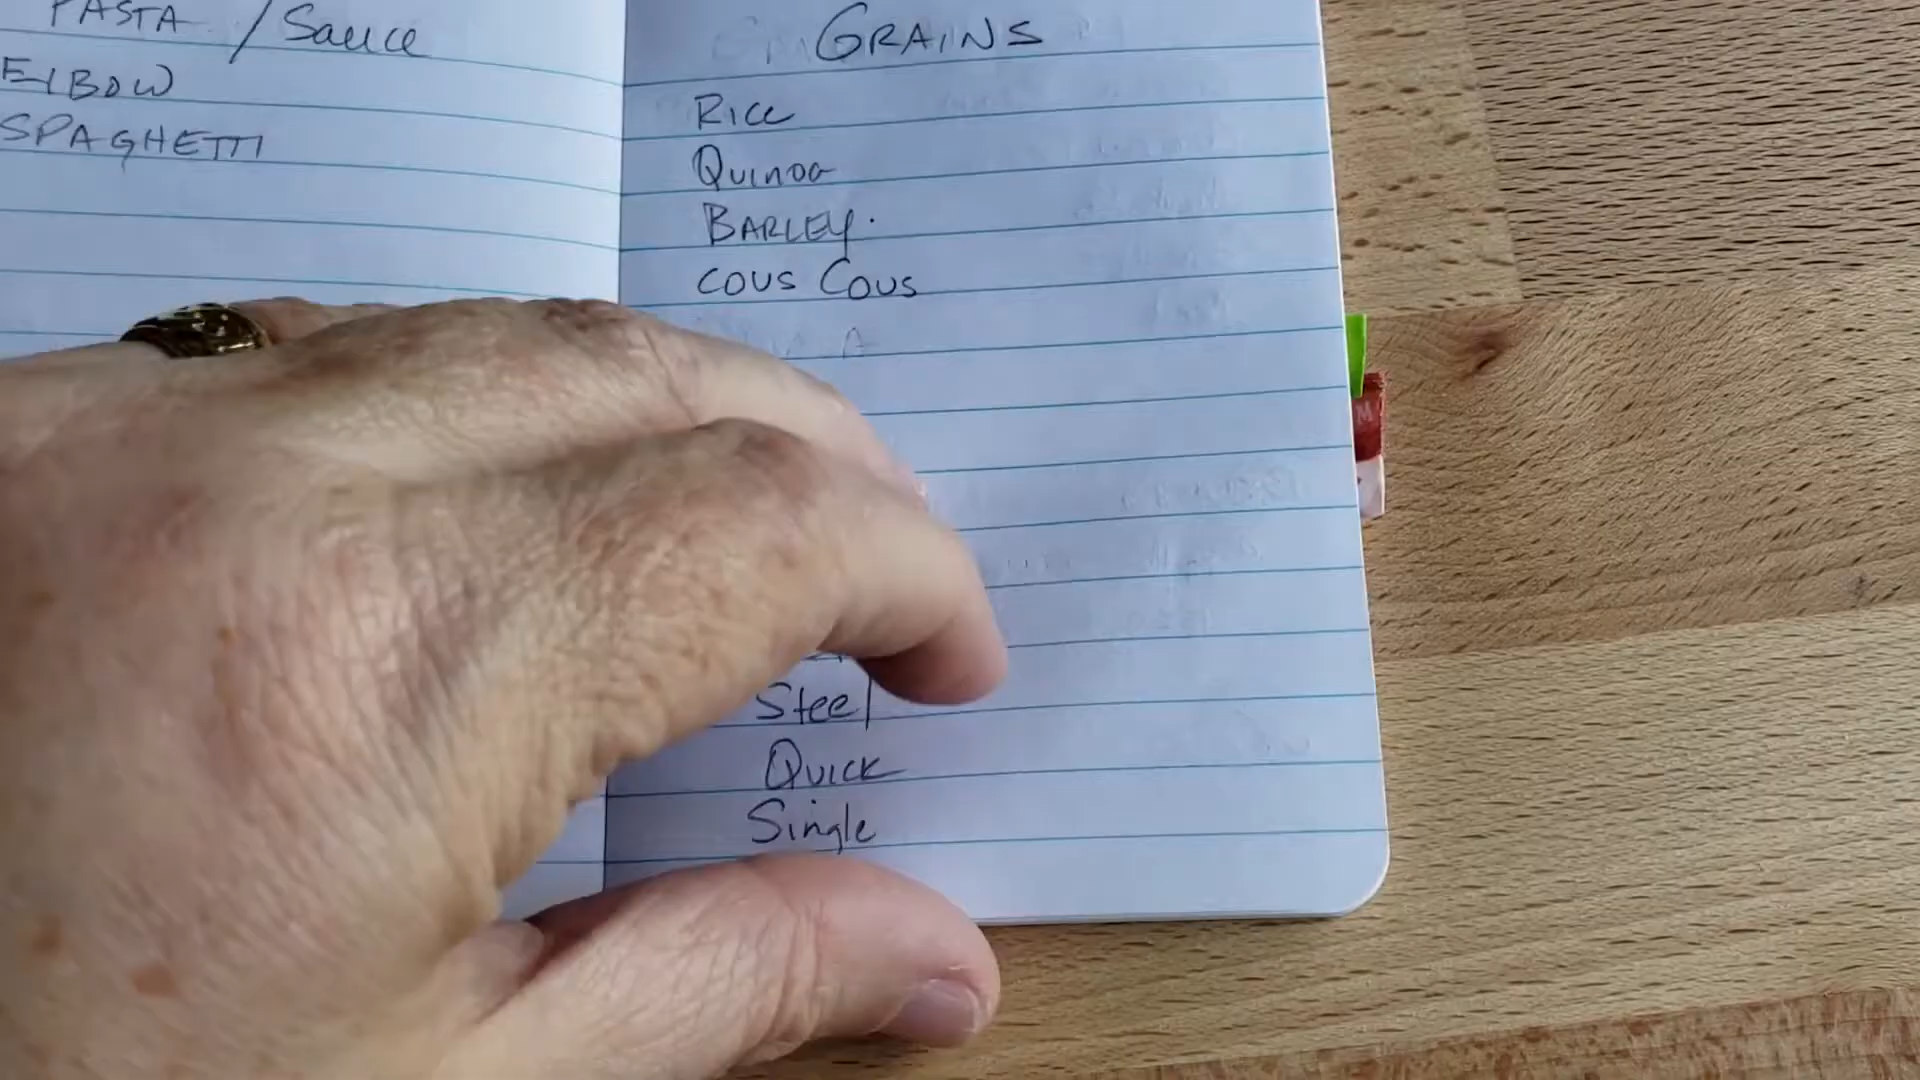 PASTA / Sauce
ELBOW
SPAGHETTI
GRAINS
Rice
Quinoa
BARLEY.
COUS COUS
Steel
Quick
Single